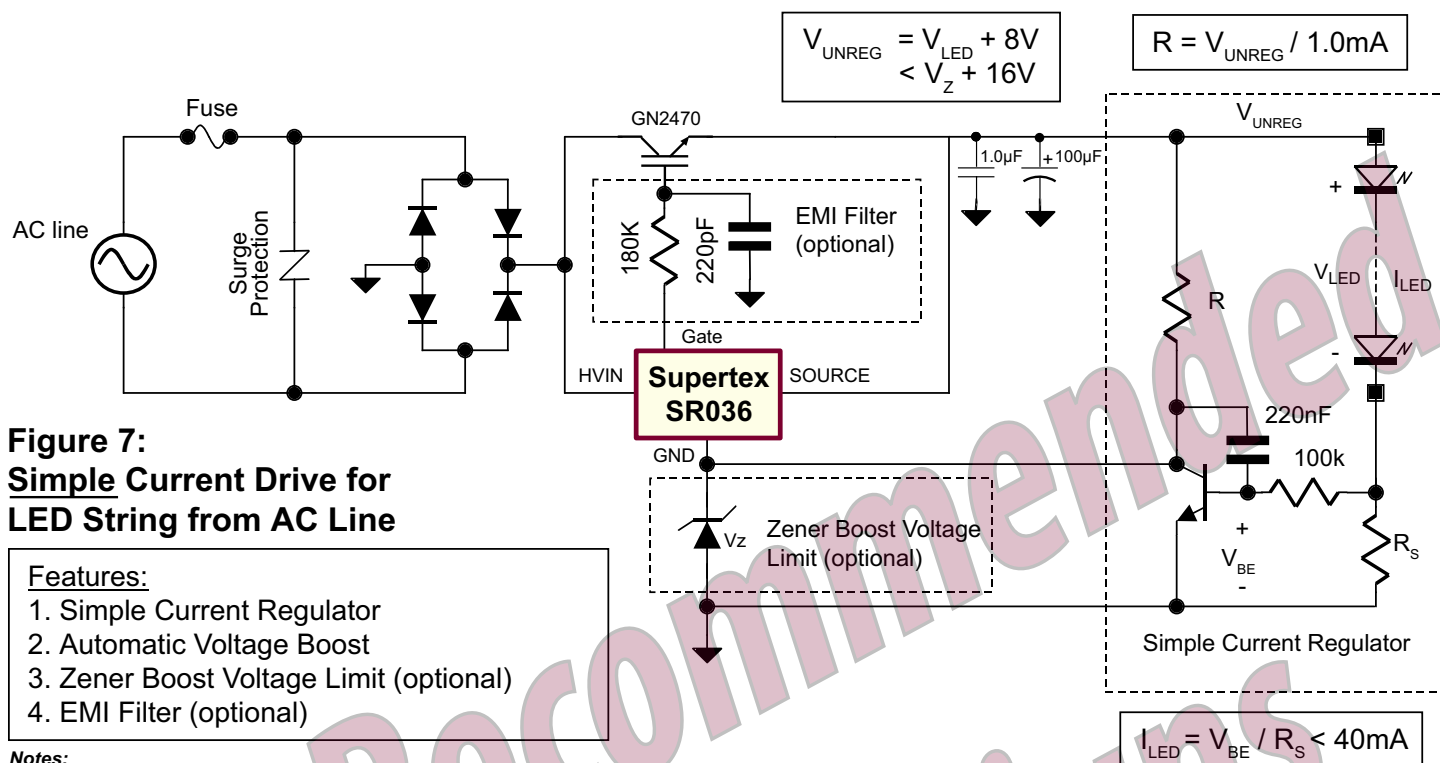 V_UNREG = V_LED + 8V
< V_Z + 16V
R = V_UNREG / 1.0mA
Fuse
GN2470
V_UNREG
1.0µF
+
100µF
AC line
Surge
Protection
180K
220pF
EMI Filter
(optional)
+
V_LED
I_LED
R
-
Gate
HVIN
Supertex
SR036
SOURCE
GND
220nF
100k
Figure 7:
Simple Current Drive for
LED String from AC Line
Vz
Zener Boost Voltage
Limit (optional)
+
V_BE
-
R_S
Simple Current Regulator
Features:
1. Simple Current Regulator
2. Automatic Voltage Boost
3. Zener Boost Voltage Limit (optional)
4. EMI Filter (optional)
I_LED = V_BE / R_S < 40mA
Notes:
Recommended